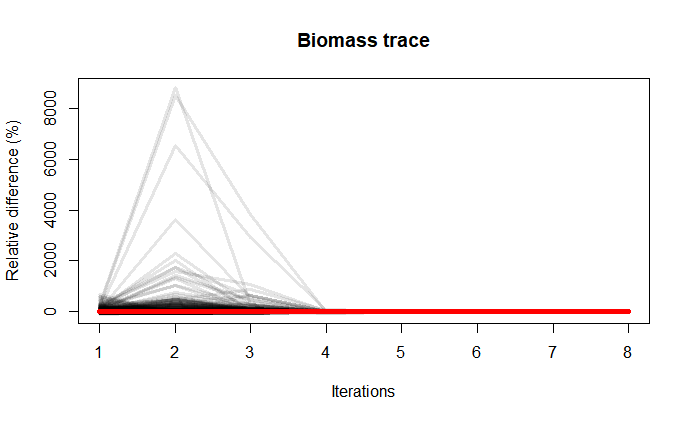 Biomass trace
Relative difference (%)
8000
6000
4000
2000
0
1 2 3 4 5 6 7 8
Iterations